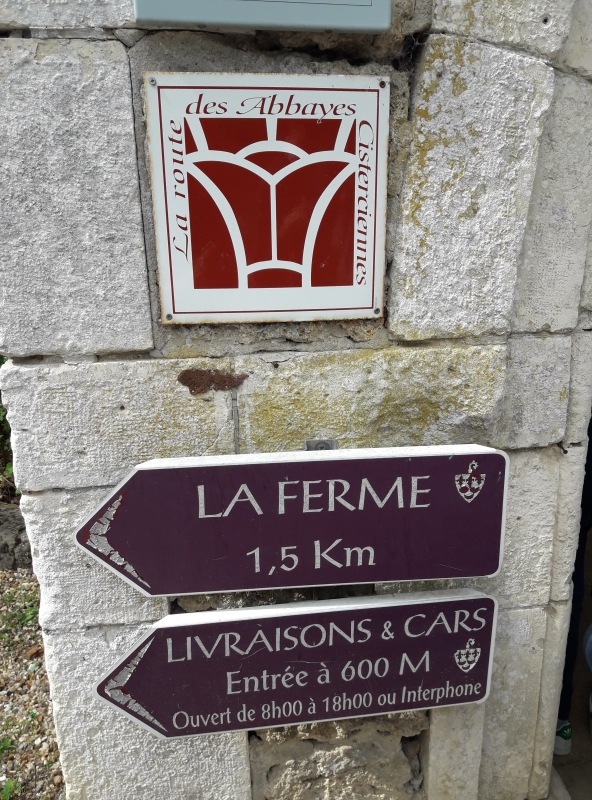 La route
des Abbayes
Cisterciennes
LA FERME
1,5 Km
LIVRAISONS & CARS
Entrée à 600 M
Ouvert de 8h00 à 18h00 ou Interphone